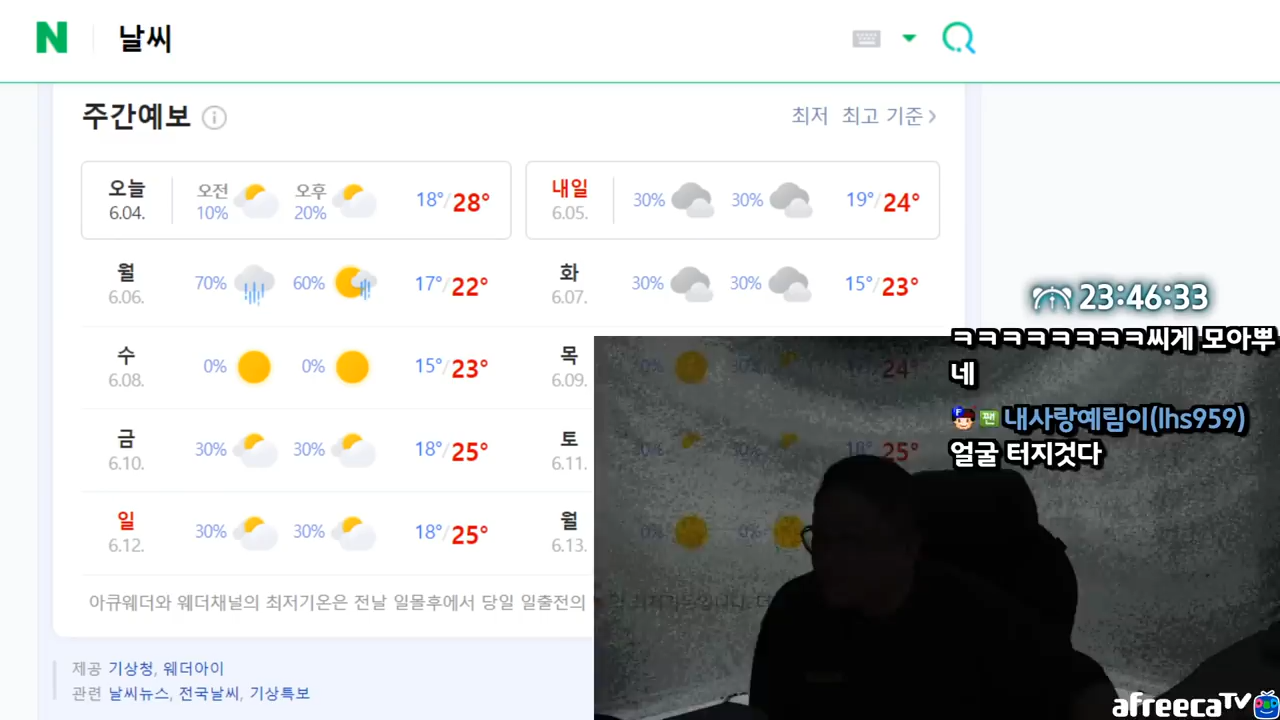 N 날씨
주간예보
최저 최고 기준
오늘 6.04. 오전 10% 오후 20% 18°/28°
내일 6.05. 30% 30% 19°/24°
월 6.06. 70% 60% 17°/22°
화 6.07. 30% 30% 15°/23°
수 6.08. 0% 0% 15°/23°
목 6.09. 24°
금 6.10. 30% 30% 18°/25°
토 6.11. 18°/25°
일 6.12. 30% 30% 18°/25°
월 6.13. 0% 0%
아큐웨더와 웨더채널의 최저기온은 전날 일몰후에서 당일 일출전의
제공 기상청, 웨더아이
관련 날씨뉴스, 전국날씨, 기상특보
23:46:33
ㅋㅋㅋㅋㅋㅋㅋㅋ씨게 모아뿌
네
F 팬 내사랑예림이(lhs959)
얼굴 터지것다
afreecaTV